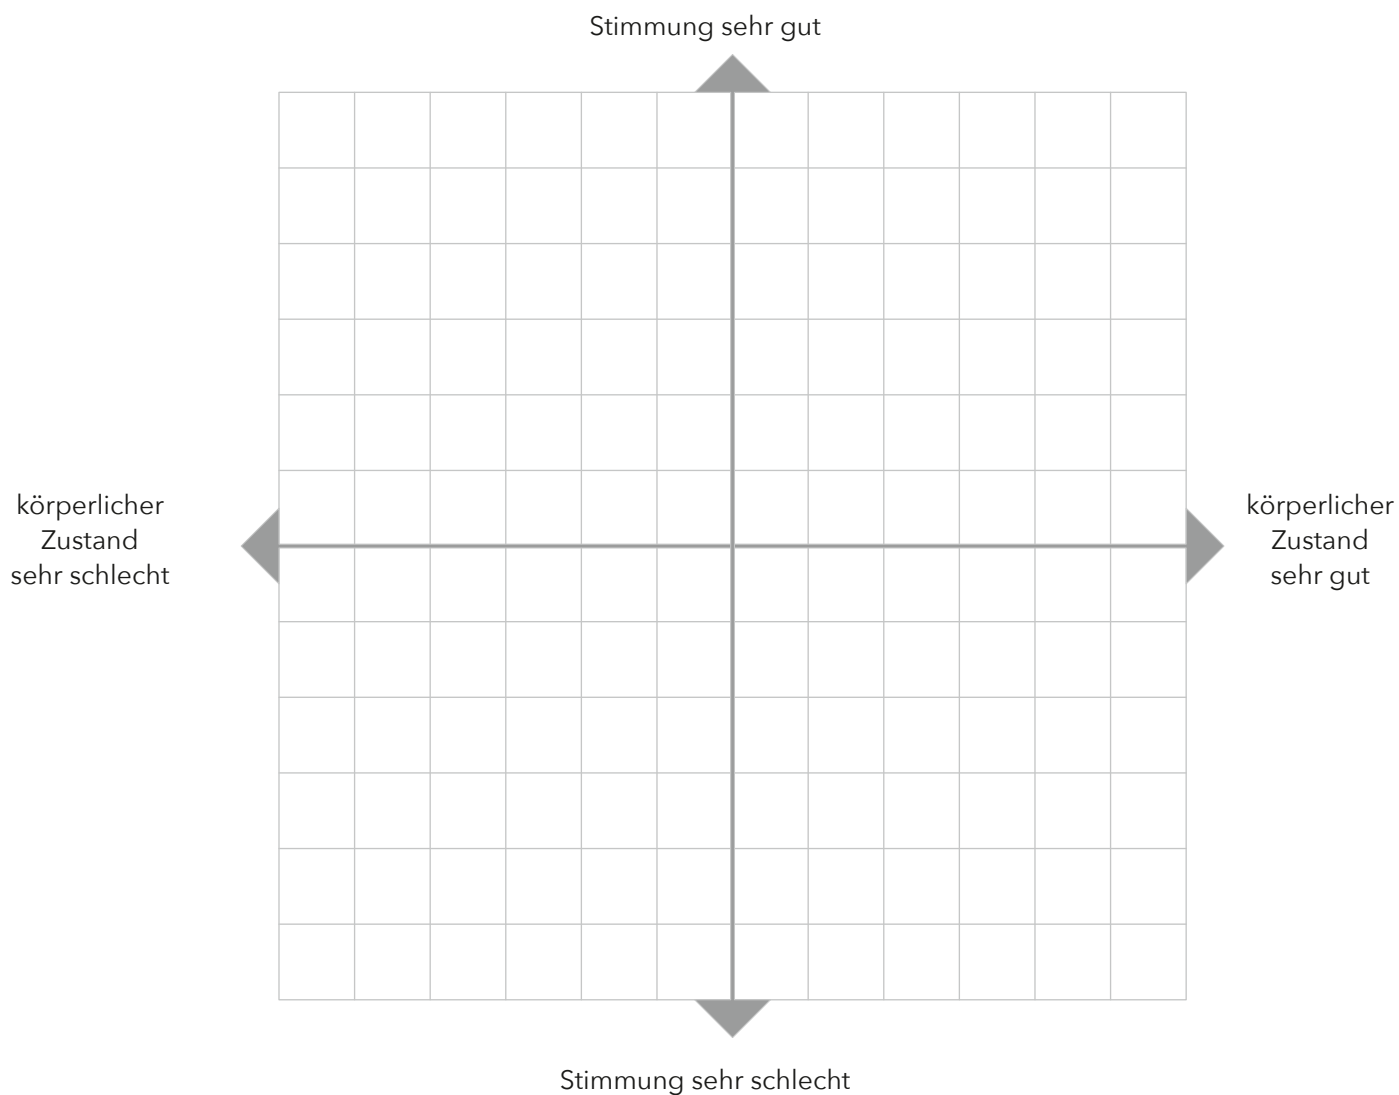 Stimmung sehr gut
körperlicher
Zustand
sehr schlecht
körperlicher
Zustand
sehr gut
Stimmung sehr schlecht